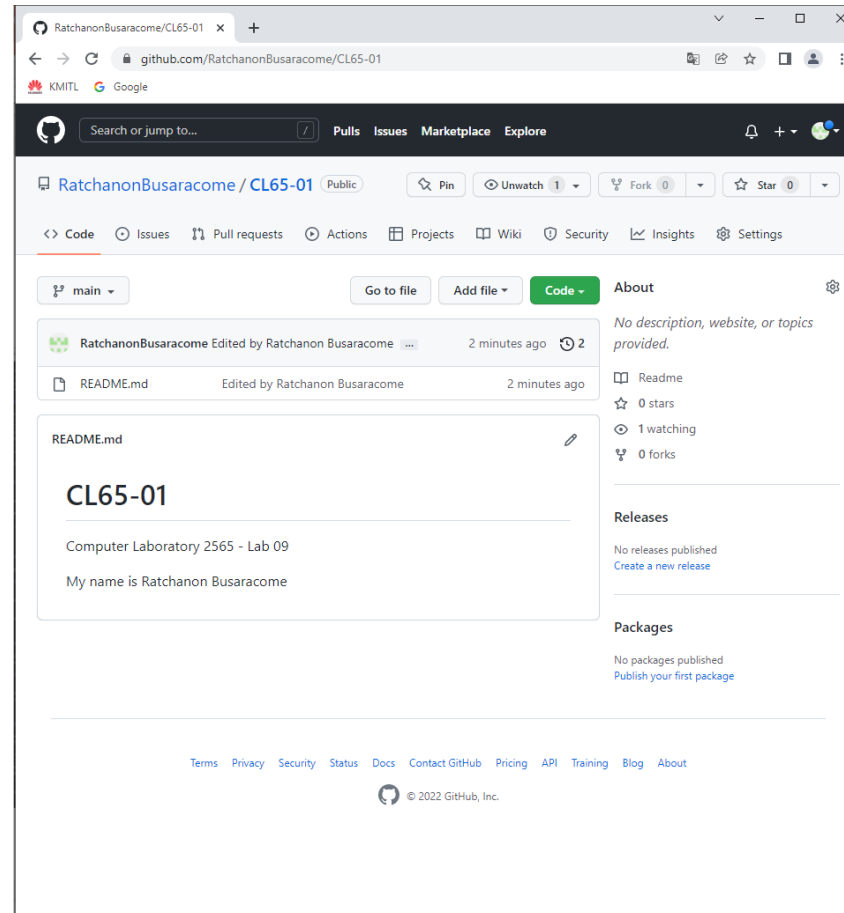 RatchanonBusaracome/CL65-01
github.com/RatchanonBusaracome/CL65-01
KMITL Google
Search or jump to... / Pulls Issues Marketplace Explore
RatchanonBusaracome / CL65-01 Public Pin Unwatch 1 Fork 0 Star 0
Code Issues Pull requests Actions Projects Wiki Security Insights Settings
main Go to file Add file Code
RatchanonBusaracome Edited by Ratchanon Busaracome ... 2 minutes ago 2
README.md Edited by Ratchanon Busaracome 2 minutes ago
README.md
CL65-01
Computer Laboratory 2565 - Lab 09
My name is Ratchanon Busaracome
About
No description, website, or topics
provided.
Readme
0 stars
1 watching
0 forks
Releases
No releases published
Create a new release
Packages
No packages published
Publish your first package
Terms Privacy Security Status Docs Contact GitHub Pricing API Training Blog About
© 2022 GitHub, Inc.